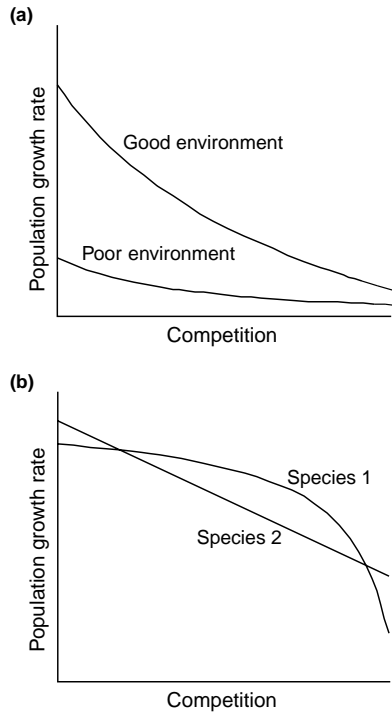 (a)
Population growth rate
Good environment
Poor environment
Competition
(b)
Population growth rate
Species 1
Species 2
Competition